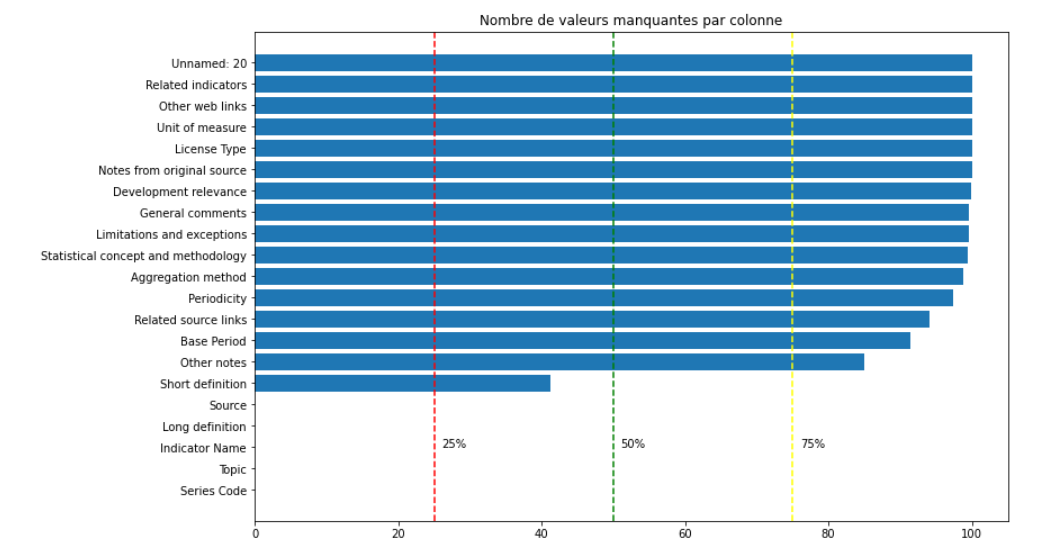 Nombre de valeurs manquantes par colonne
Unnamed: 20
Related indicators
Other web links
Unit of measure
License Type
Notes from original source
Development relevance
General comments
Limitations and exceptions
Statistical concept and methodology
Aggregation method
Periodicity
Related source links
Base Period
Other notes
Short definition
Source
Long definition
Indicator Name
25% 50% 75%
Topic
Series Code
0 20 40 60 80 100